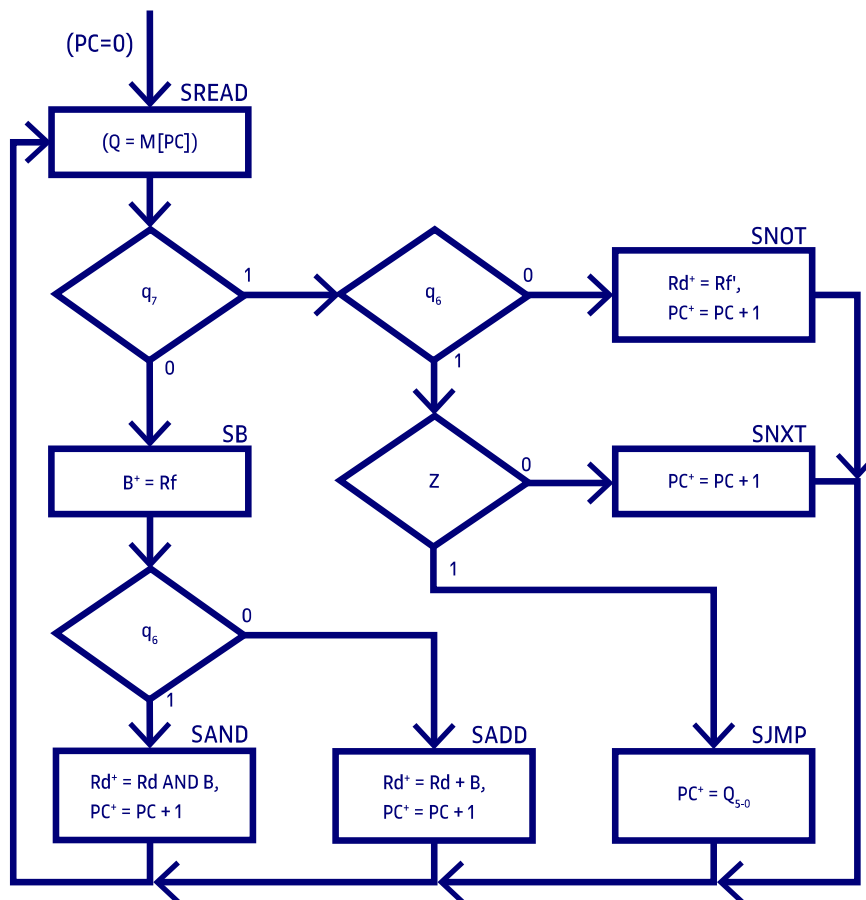 (PC=0)
SREAD
(Q = M[PC])
q₇
1
0
q₆
0
1
SNOT
Rd⁺ = Rf',
PC⁺ = PC + 1
SB
B⁺ = Rf
Z
0
1
SNXT
PC⁺ = PC + 1
q₆
0
1
SAND
Rd⁺ = Rd AND B,
PC⁺ = PC + 1
SADD
Rd⁺ = Rd + B,
PC⁺ = PC + 1
SJMP
PC⁺ = Q₅₋₀